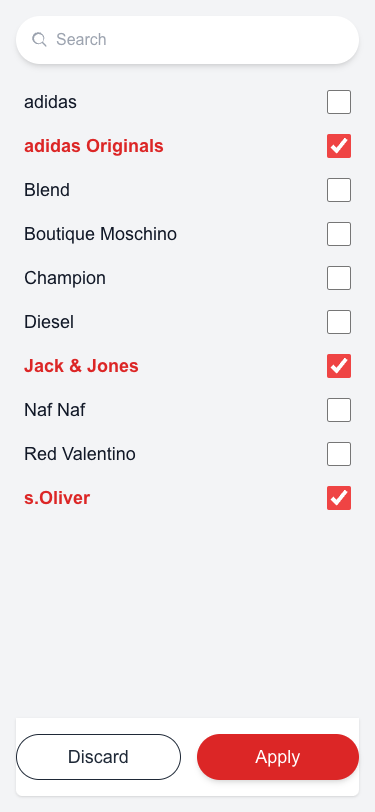 Search
adidas
adidas Originals
Blend
Boutique Moschino
Champion
Diesel
Jack & Jones
Naf Naf
Red Valentino
s.Oliver
Discard
Apply